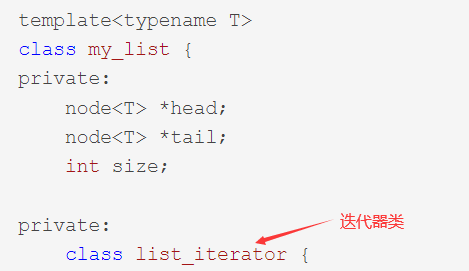 template<typename T>
class my_list {
private:
    node<T> *head;
    node<T> *tail;
    int size;
private:
迭代器类
    class list_iterator {